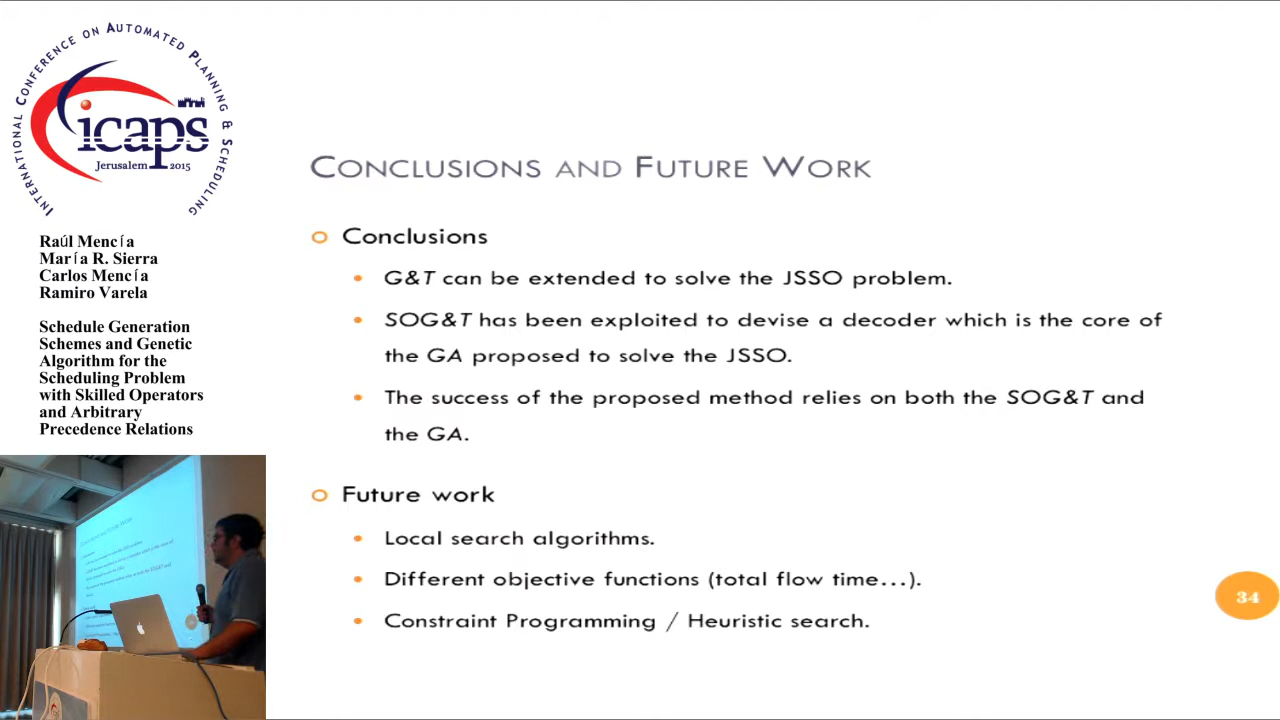 INTERNATIONAL CONFERENCE ON AUTOMATED PLANNING & SCHEDULING
icaps
Jerusalem 2015
Raúl Mencía
María R. Sierra
Carlos Mencía
Ramiro Varela
Schedule Generation
Schemes and Genetic
Algorithm for the
Scheduling Problem
with Skilled Operators
and Arbitrary
Precedence Relations
CONCLUSIONS AND FUTURE WORK
Conclusions
G&T can be extended to solve the JSSO problem.
SOG&T has been exploited to devise a decoder which is the core of
the GA proposed to solve the JSSO.
The success of the proposed method relies on both the SOG&T and
the GA.
Future work
Local search algorithms.
Different objective functions (total flow time...).
Constraint Programming / Heuristic search.
34